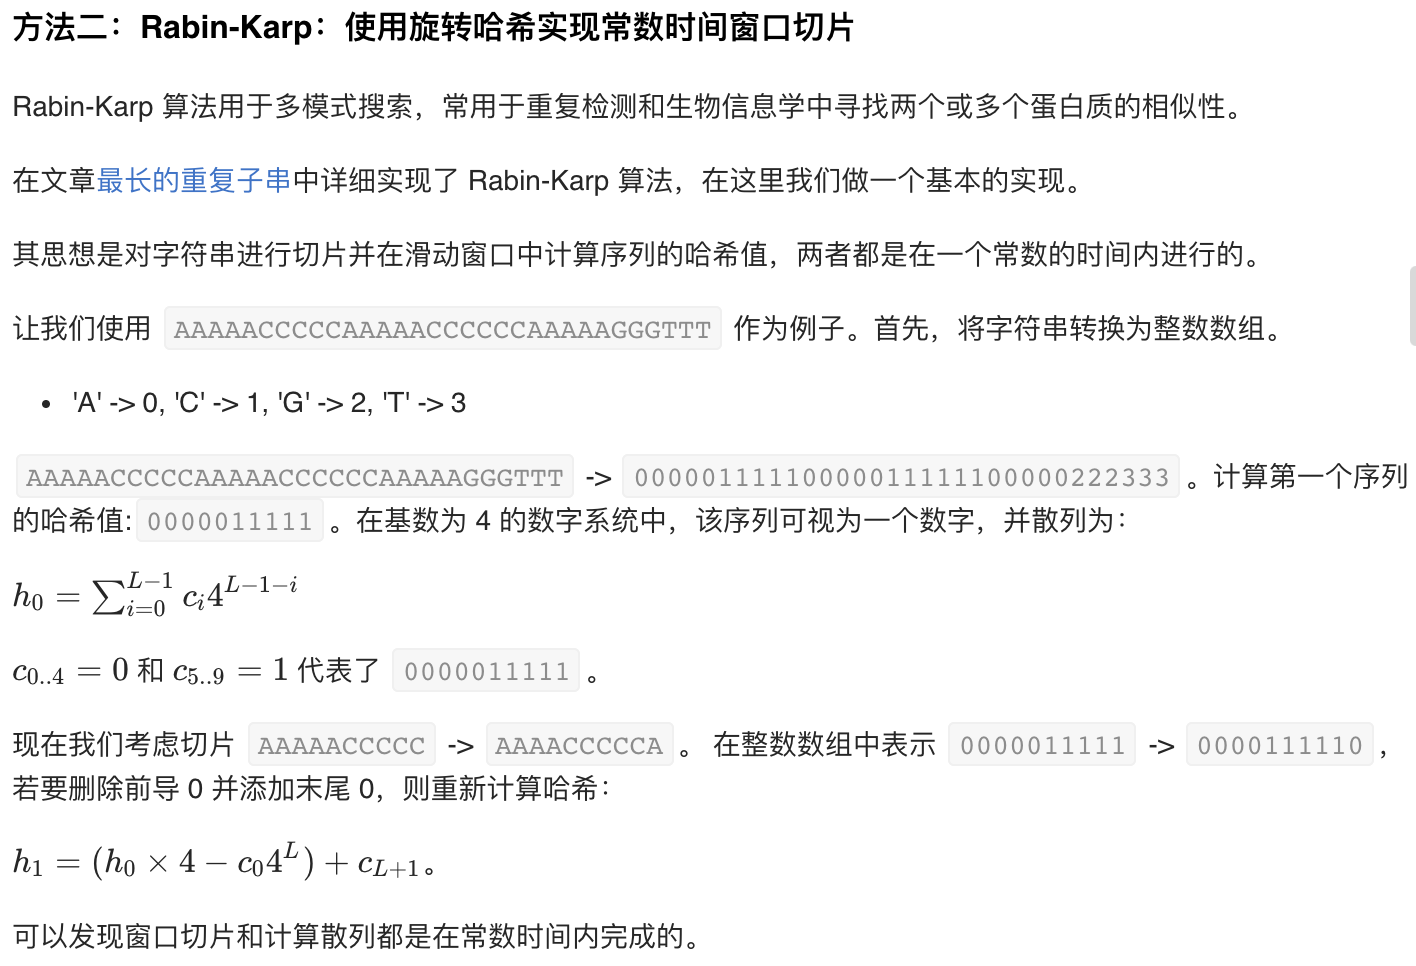 方法二：Rabin-Karp：使用旋转哈希实现常数时间窗口切片
Rabin-Karp 算法用于多模式搜索，常用于重复检测和生物信息学中寻找两个或多个蛋白质的相似性。
在文章最长的重复子串中详细实现了 Rabin-Karp 算法，在这里我们做一个基本的实现。
其思想是对字符串进行切片并在滑动窗口中计算序列的哈希值，两者都是在一个常数的时间内进行的。
让我们使用 AAAAACCCCCAAAAACCCCCCAAAAAGGGTTT 作为例子。首先，将字符串转换为整数数组。
• 'A' -> 0, 'C' -> 1, 'G' -> 2, 'T' -> 3
AAAAACCCCCAAAAACCCCCCAAAAAGGGTTT -> 00000111110000011111100000222333 。计算第一个序列
的哈希值: 0000011111 。在基数为 4 的数字系统中，该序列可视为一个数字，并散列为：
h_0 = \sum_{i=0}^{L-1} c_i 4^{L-1-i}
c_{0..4} = 0 和 c_{5..9} = 1 代表了 0000011111 。
现在我们考虑切片 AAAAACCCCC -> AAAACCCCCA 。 在整数数组中表示 0000011111 -> 0000111110 ，
若要删除前导 0 并添加末尾 0，则重新计算哈希：
h_1 = (h_0 × 4 − c_0 4^L) + c_{L+1}。
可以发现窗口切片和计算散列都是在常数时间内完成的。